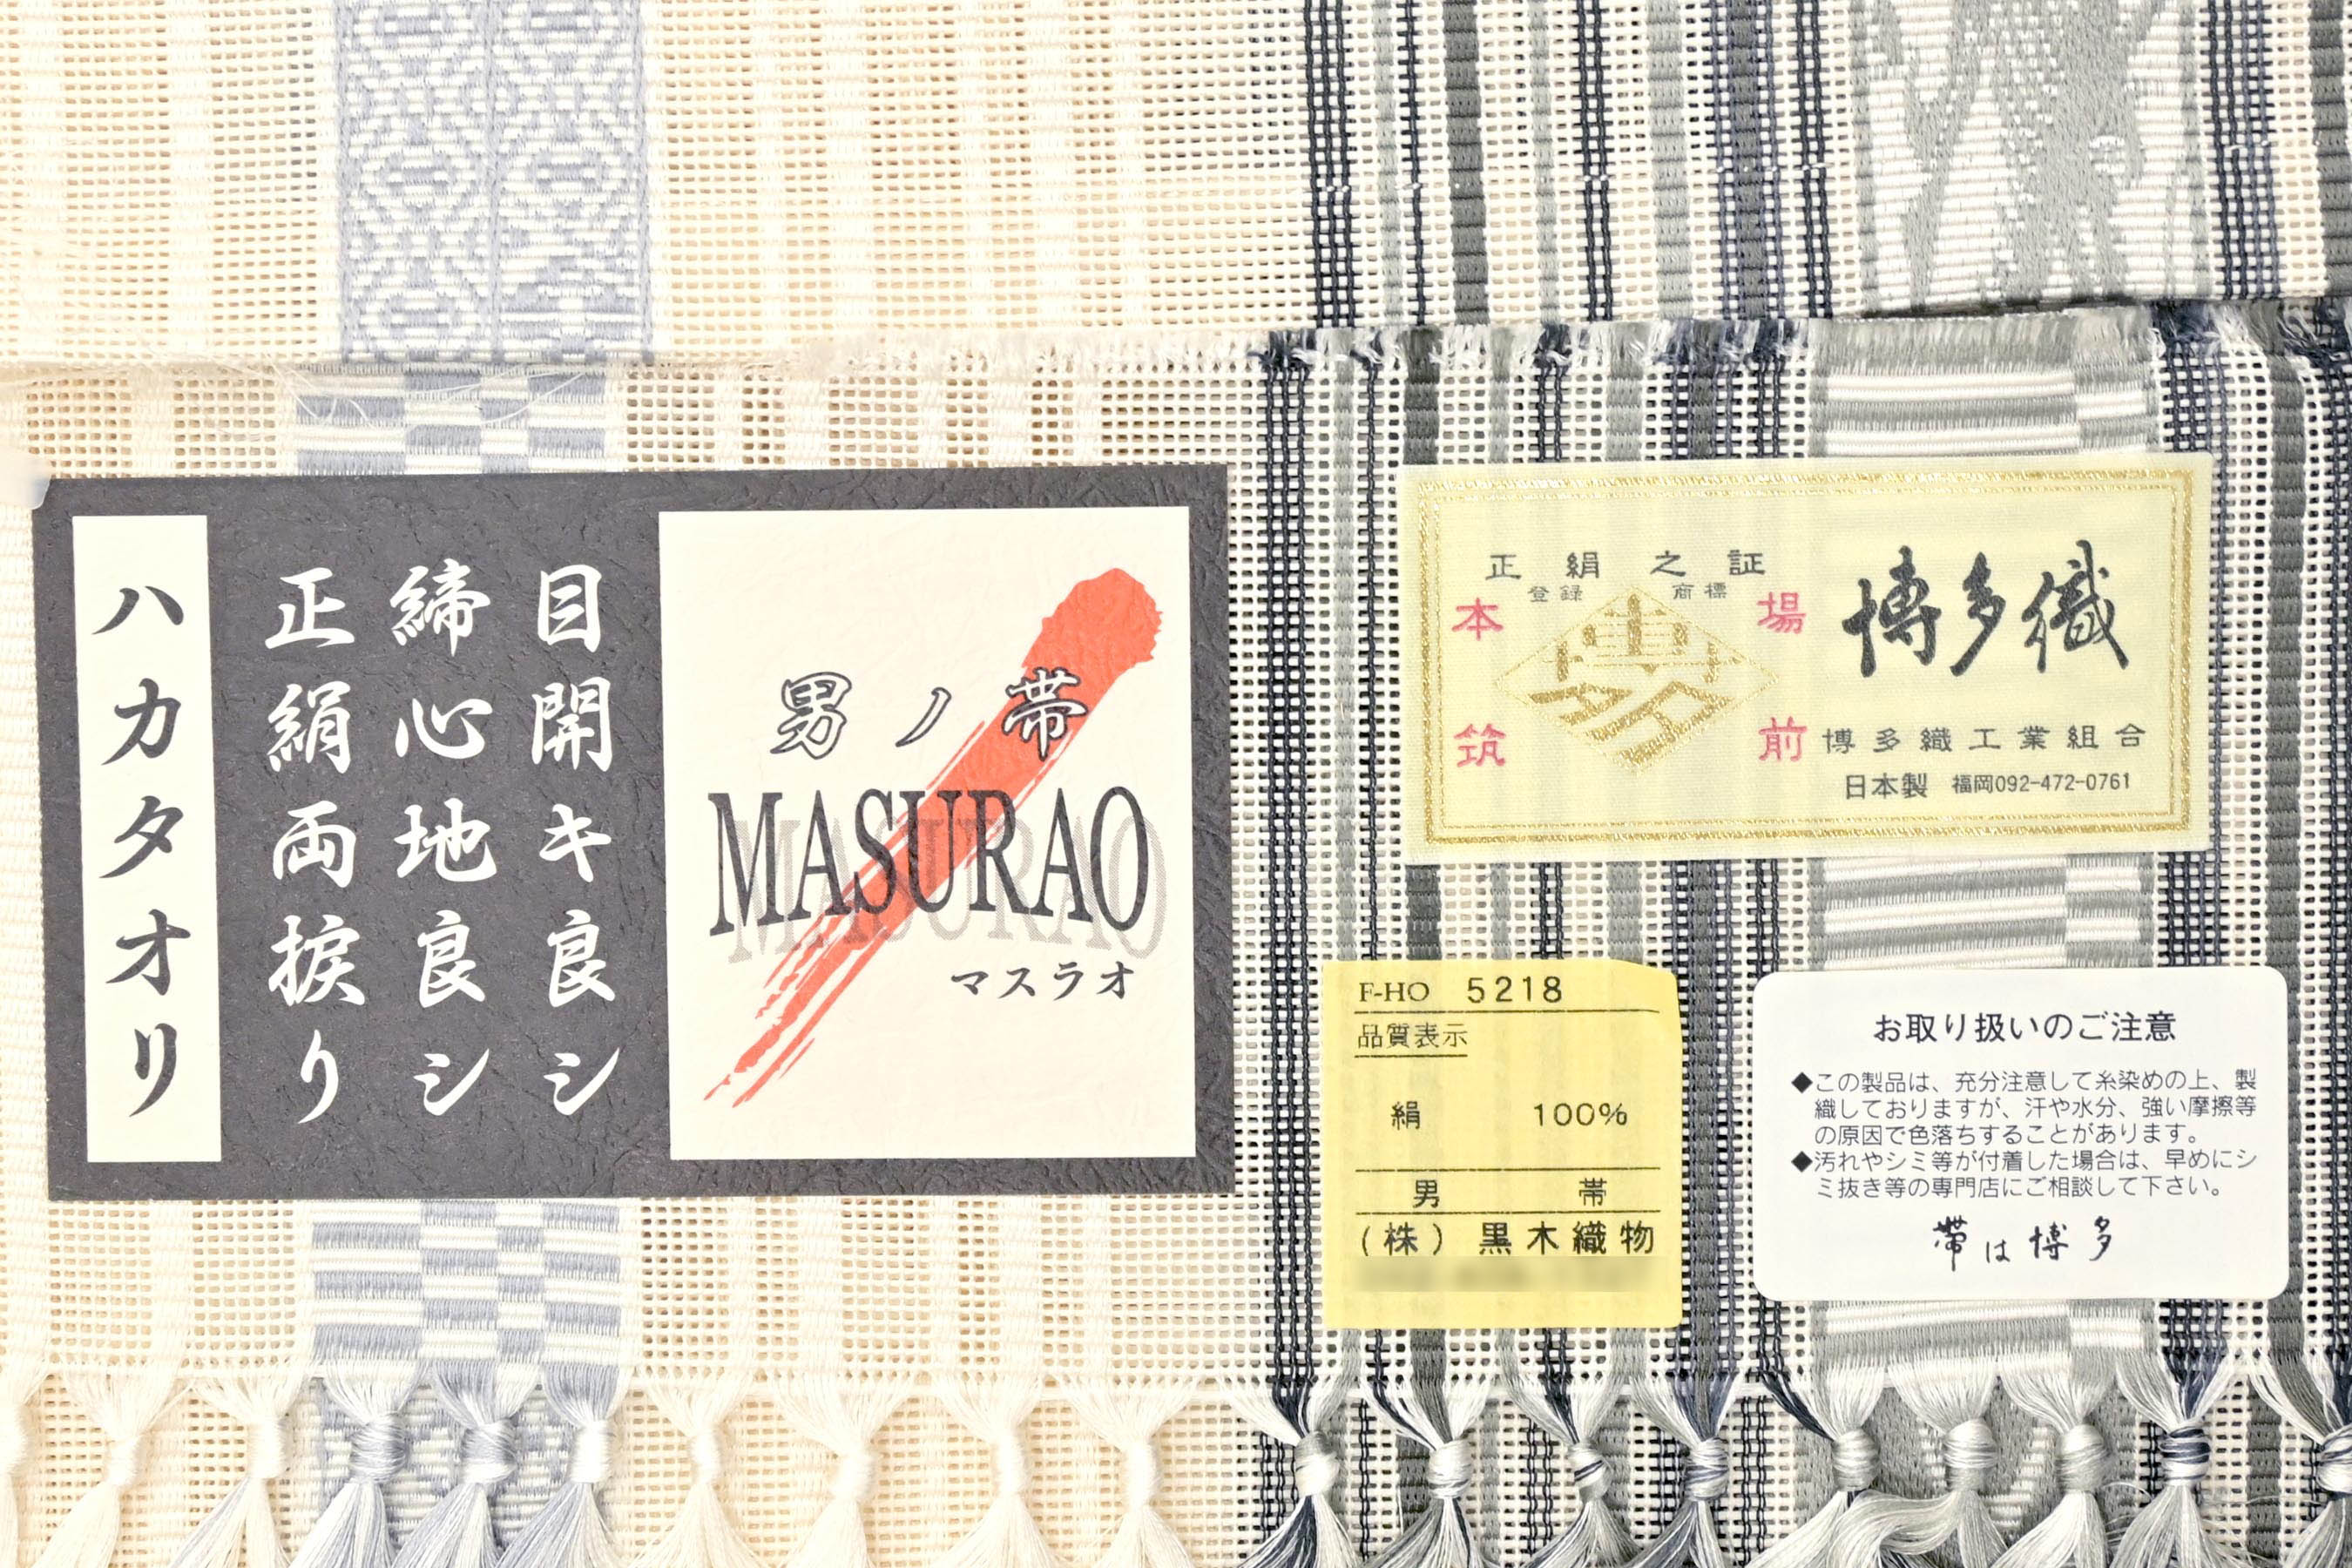 ハカタオリ
目開キ良シ
締心地良シ
正絹両捩り
男ノ帯
MASURAO
マスラオ
正絹之証
登録 商標
本場
筑前
博多
博多織
博多織工業組合
日本製 福岡092-472-0761
F-HO 5218
品質表示
絹 100%
男 帯
(株)黒木織物
お取り扱いのご注意
◆この製品は、充分注意して糸染めの上、製
織しておりますが、汗や水分、強い摩擦等
の原因で色落ちすることがあります。
◆汚れやシミ等が付着した場合は、早めにシ
ミ抜き等の専門店にご相談して下さい。
帯は博多